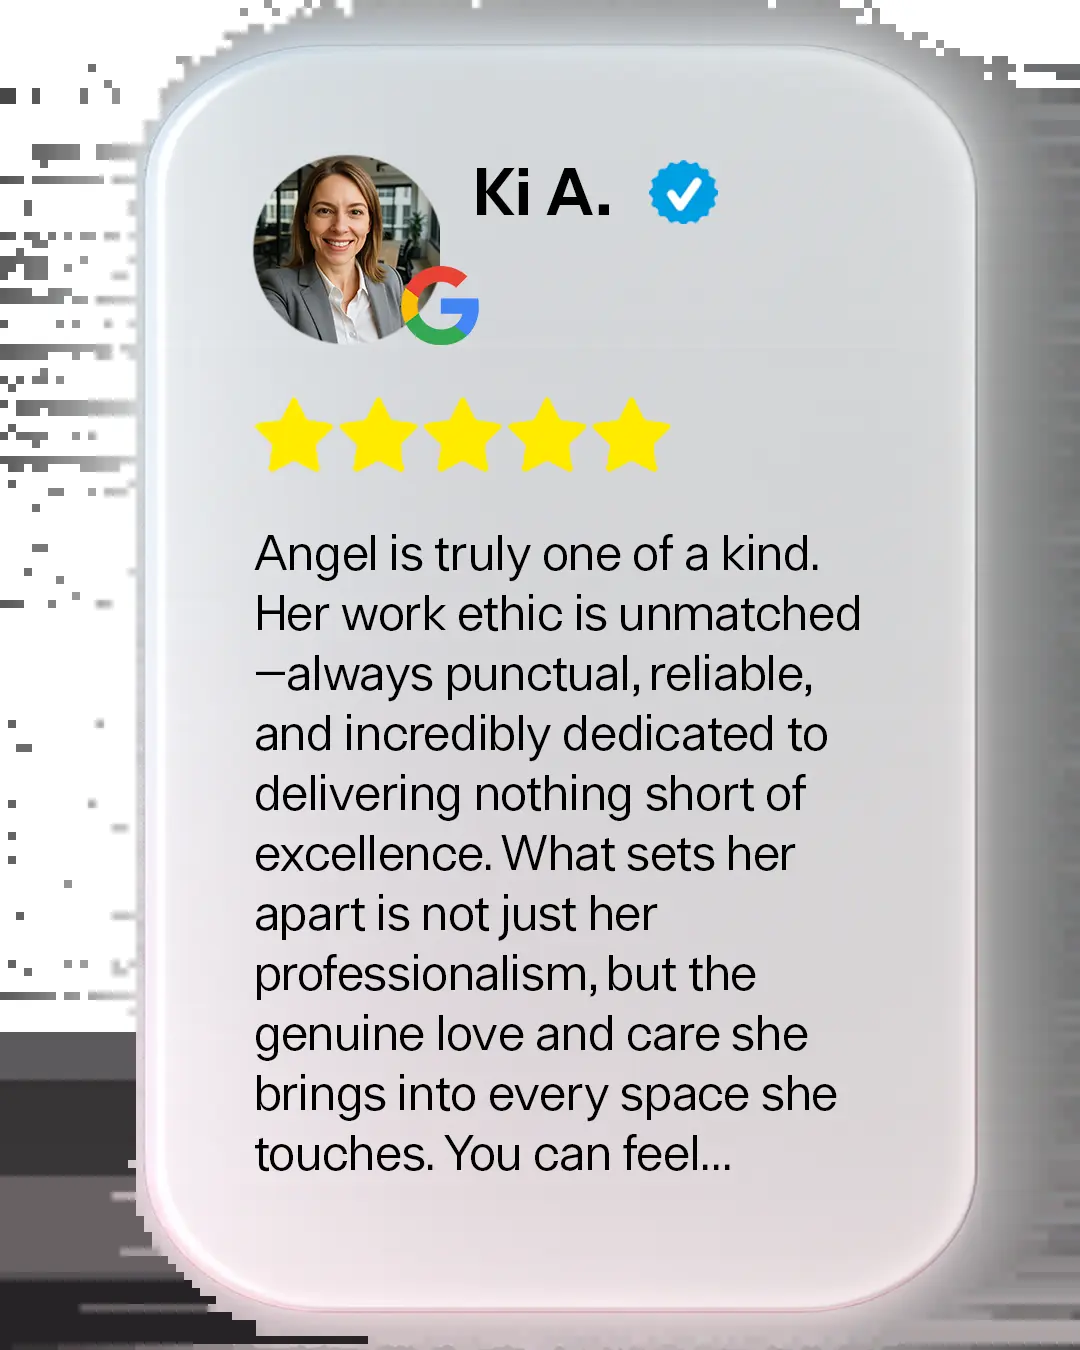 Ki A.
Angel is truly one of a kind.
Her work ethic is unmatched
—always punctual, reliable,
and incredibly dedicated to
delivering nothing short of
excellence. What sets her
apart is not just her
professionalism, but the
genuine love and care she
brings into every space she
touches. You can feel...